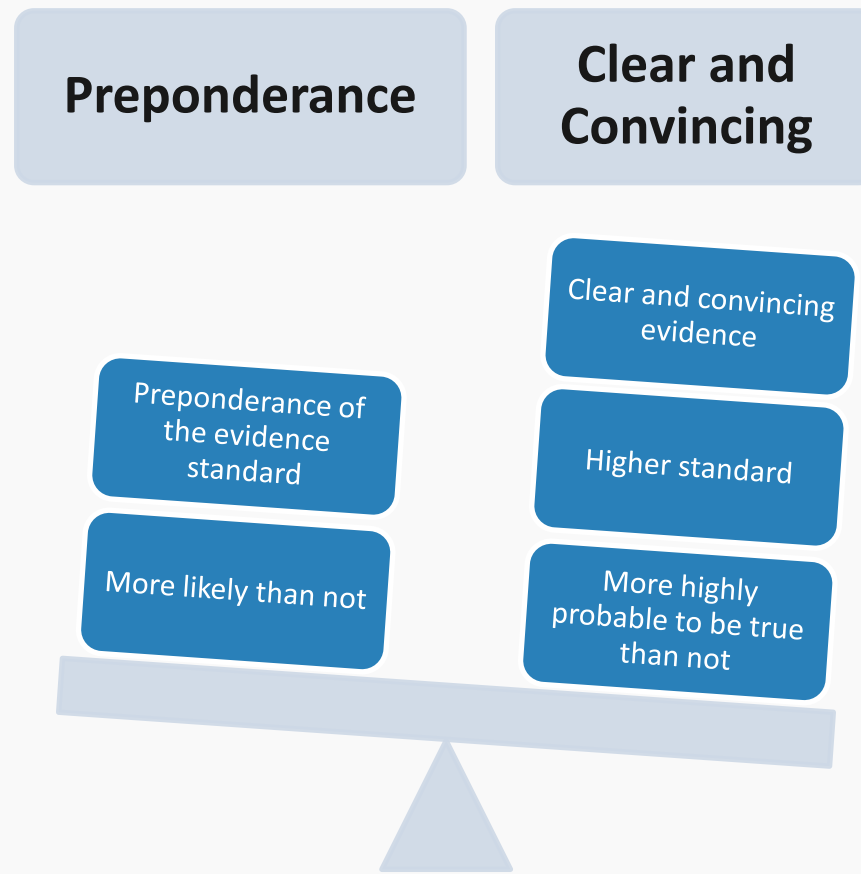 Preponderance
Clear and
Convincing
Preponderance of
the evidence
standard
More likely than not
Clear and convincing
evidence
Higher standard
More highly
probable to be true
than not